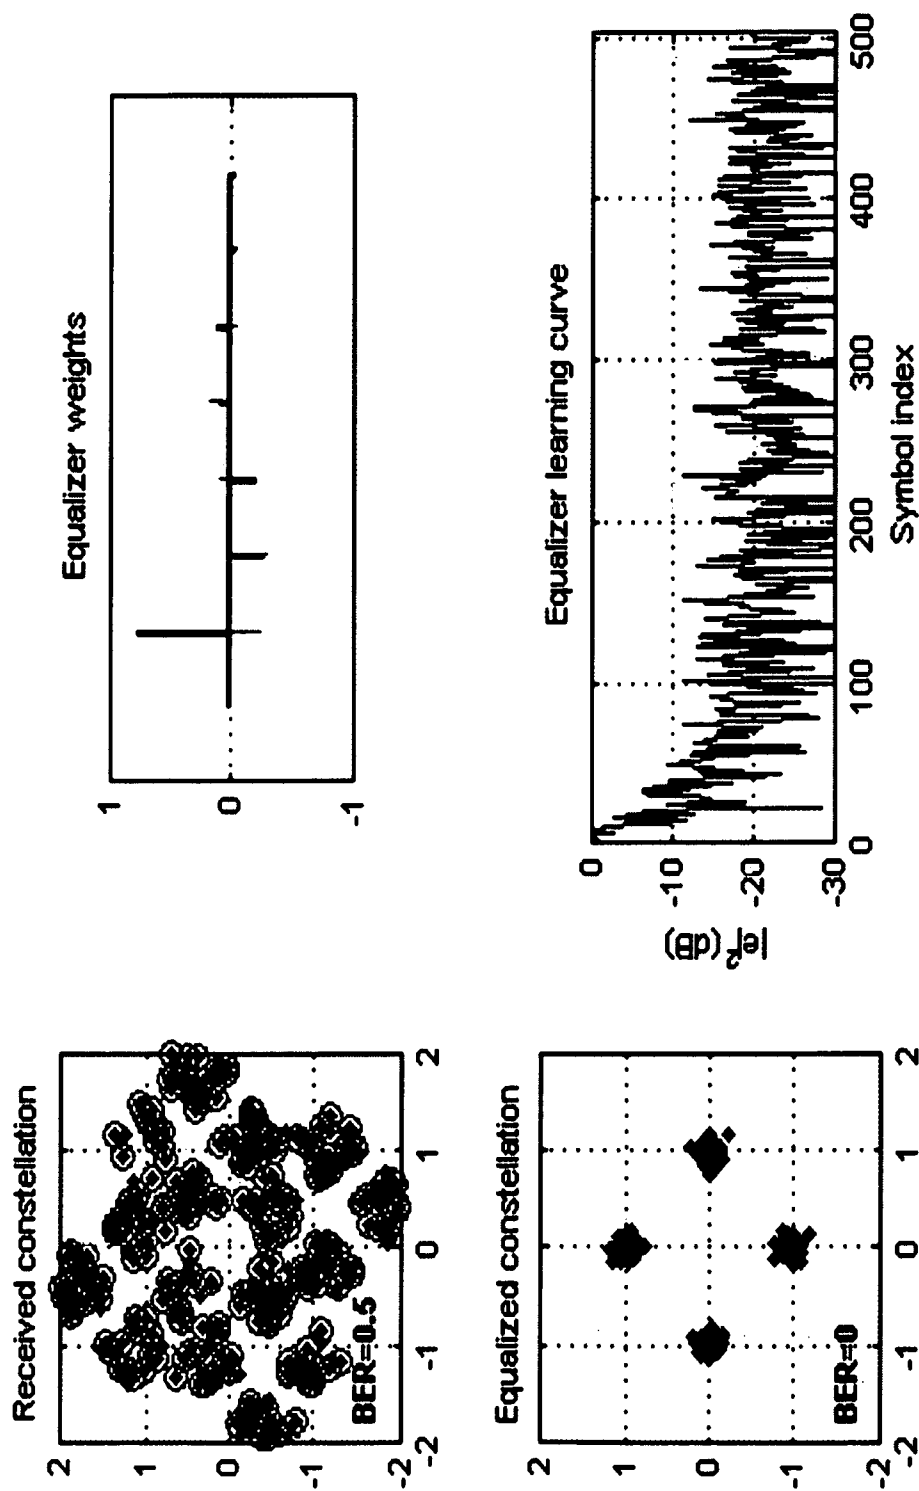 Received constellation
2
1
0
-1
-2
BER=0.5
-2 -1 0 1 2
Equalizer weights
1
0
-1
Equalized constellation
2
1
0
-1
-2
BER=0
-2 -1 0 1 2
Equalizer learning curve
0
-10
-20
-30
|e|² (dB)
0 100 200 300 400 500
Symbol index